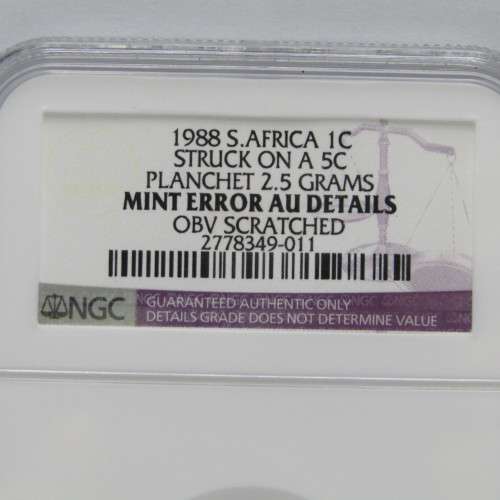 1988 S.AFRICA 1C
STRUCK ON A 5C
PLANCHET 2.5 GRAMS
MINT ERROR AU DETAILS
OBV SCRATCHED
2778349-011
NGC
GUARANTEED AUTHENTIC ONLY
DETAILS GRADE DOES NOT DETERMINE VALUE